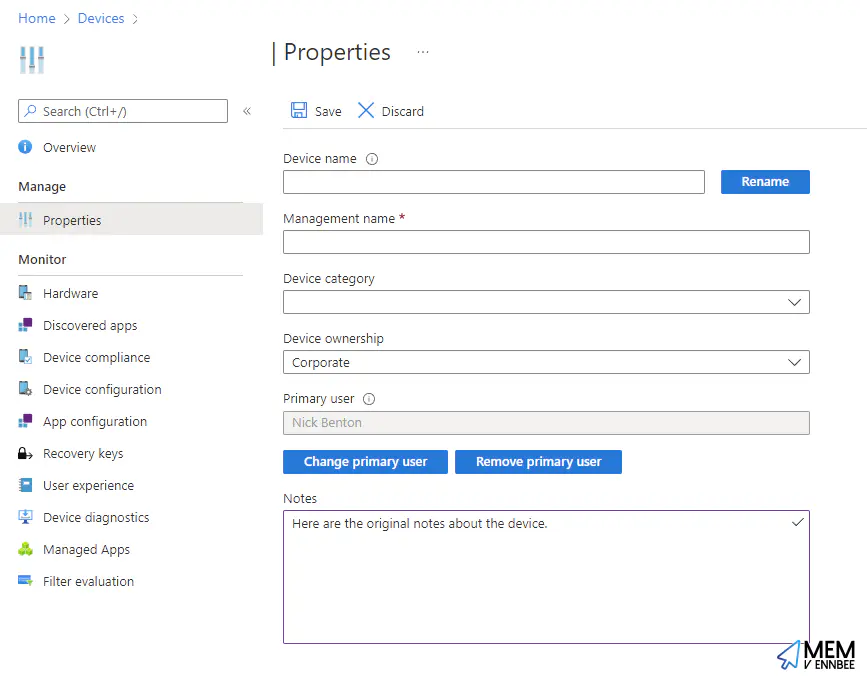 Home > Devices >
| Properties ...
Search (Ctrl+/)
«
Overview
Manage
Properties
Monitor
Hardware
Discovered apps
Device compliance
Device configuration
App configuration
Recovery keys
User experience
Device diagnostics
Managed Apps
Filter evaluation
Save Discard
Device name
Rename
Management name *
Device category
Device ownership
Corporate
Primary user
Nick Benton
Change primary user Remove primary user
Notes
Here are the original notes about the device.
MEM
V ENNBEE